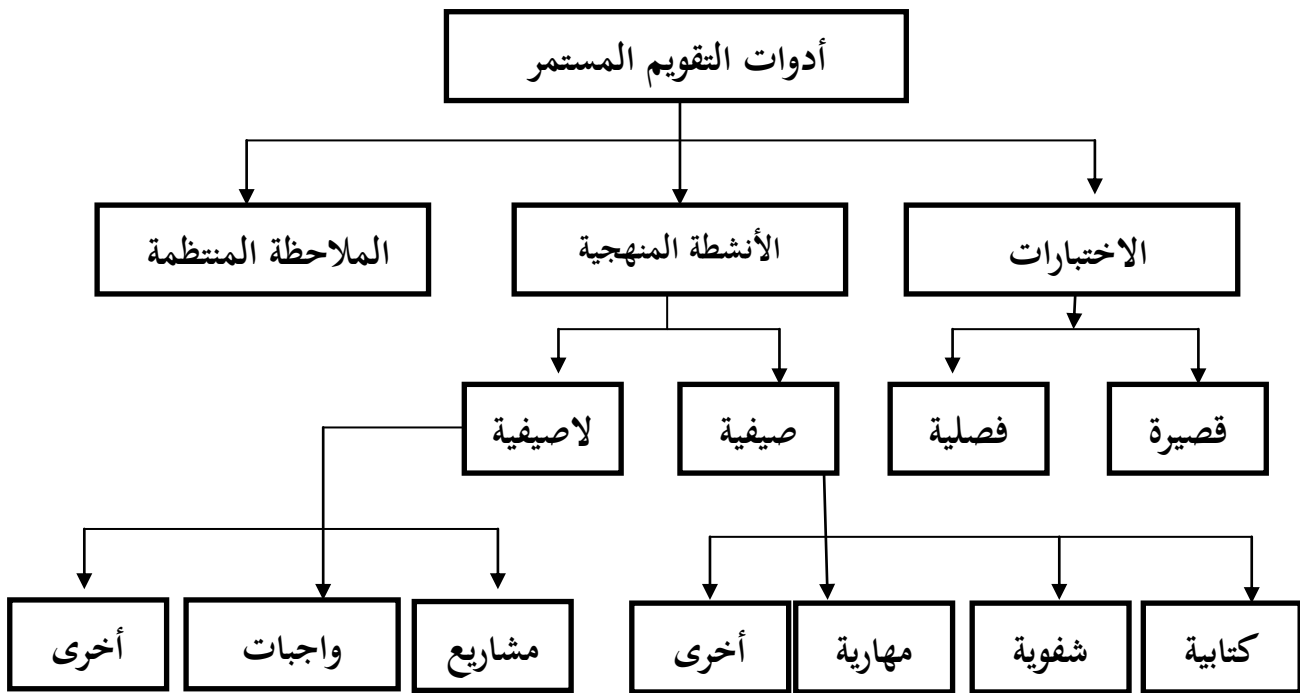 أدوات التقويم المستمر
الاختبارات
الأنشطة المنهجية
الملاحظة المنتظمة
قصيرة
فصلية
صيفية
لاصيفية
كتابية
شفوية
مهارية
أخرى
مشاريع
واجبات
أخرى